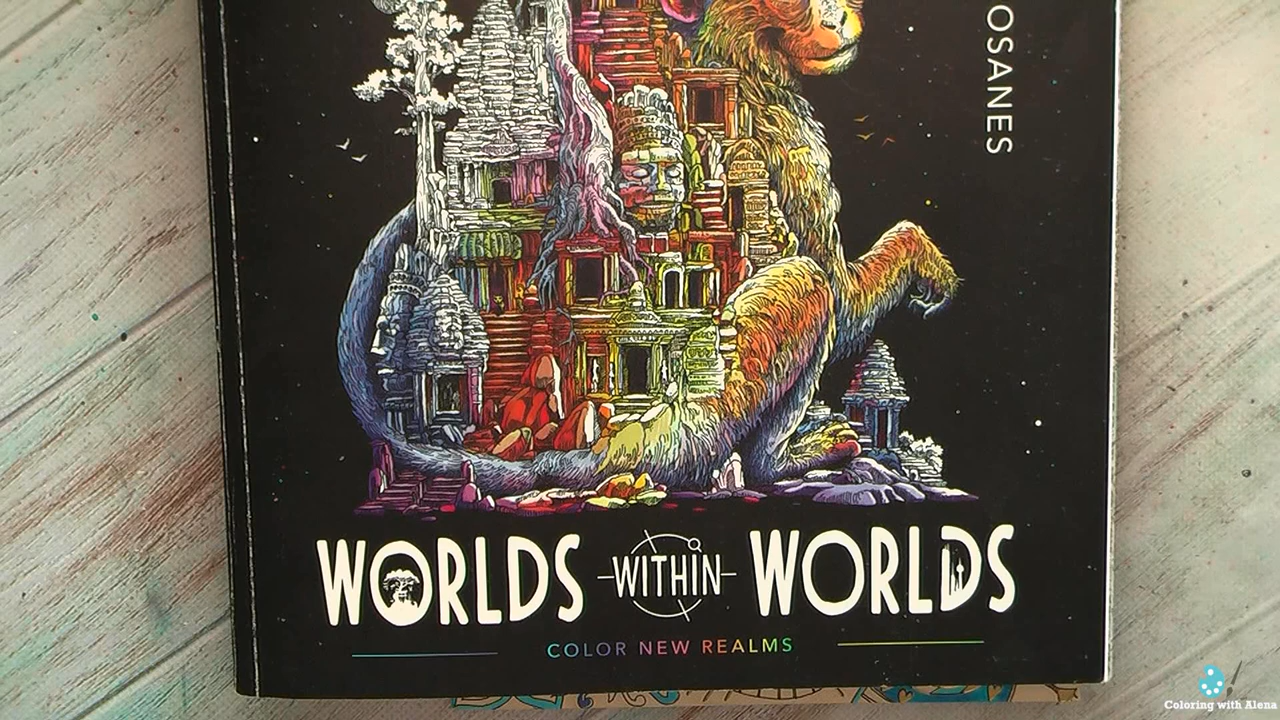 OSANES
WORLDS WITHIN WORLDS
COLOR NEW REALMS
Coloring with Alena